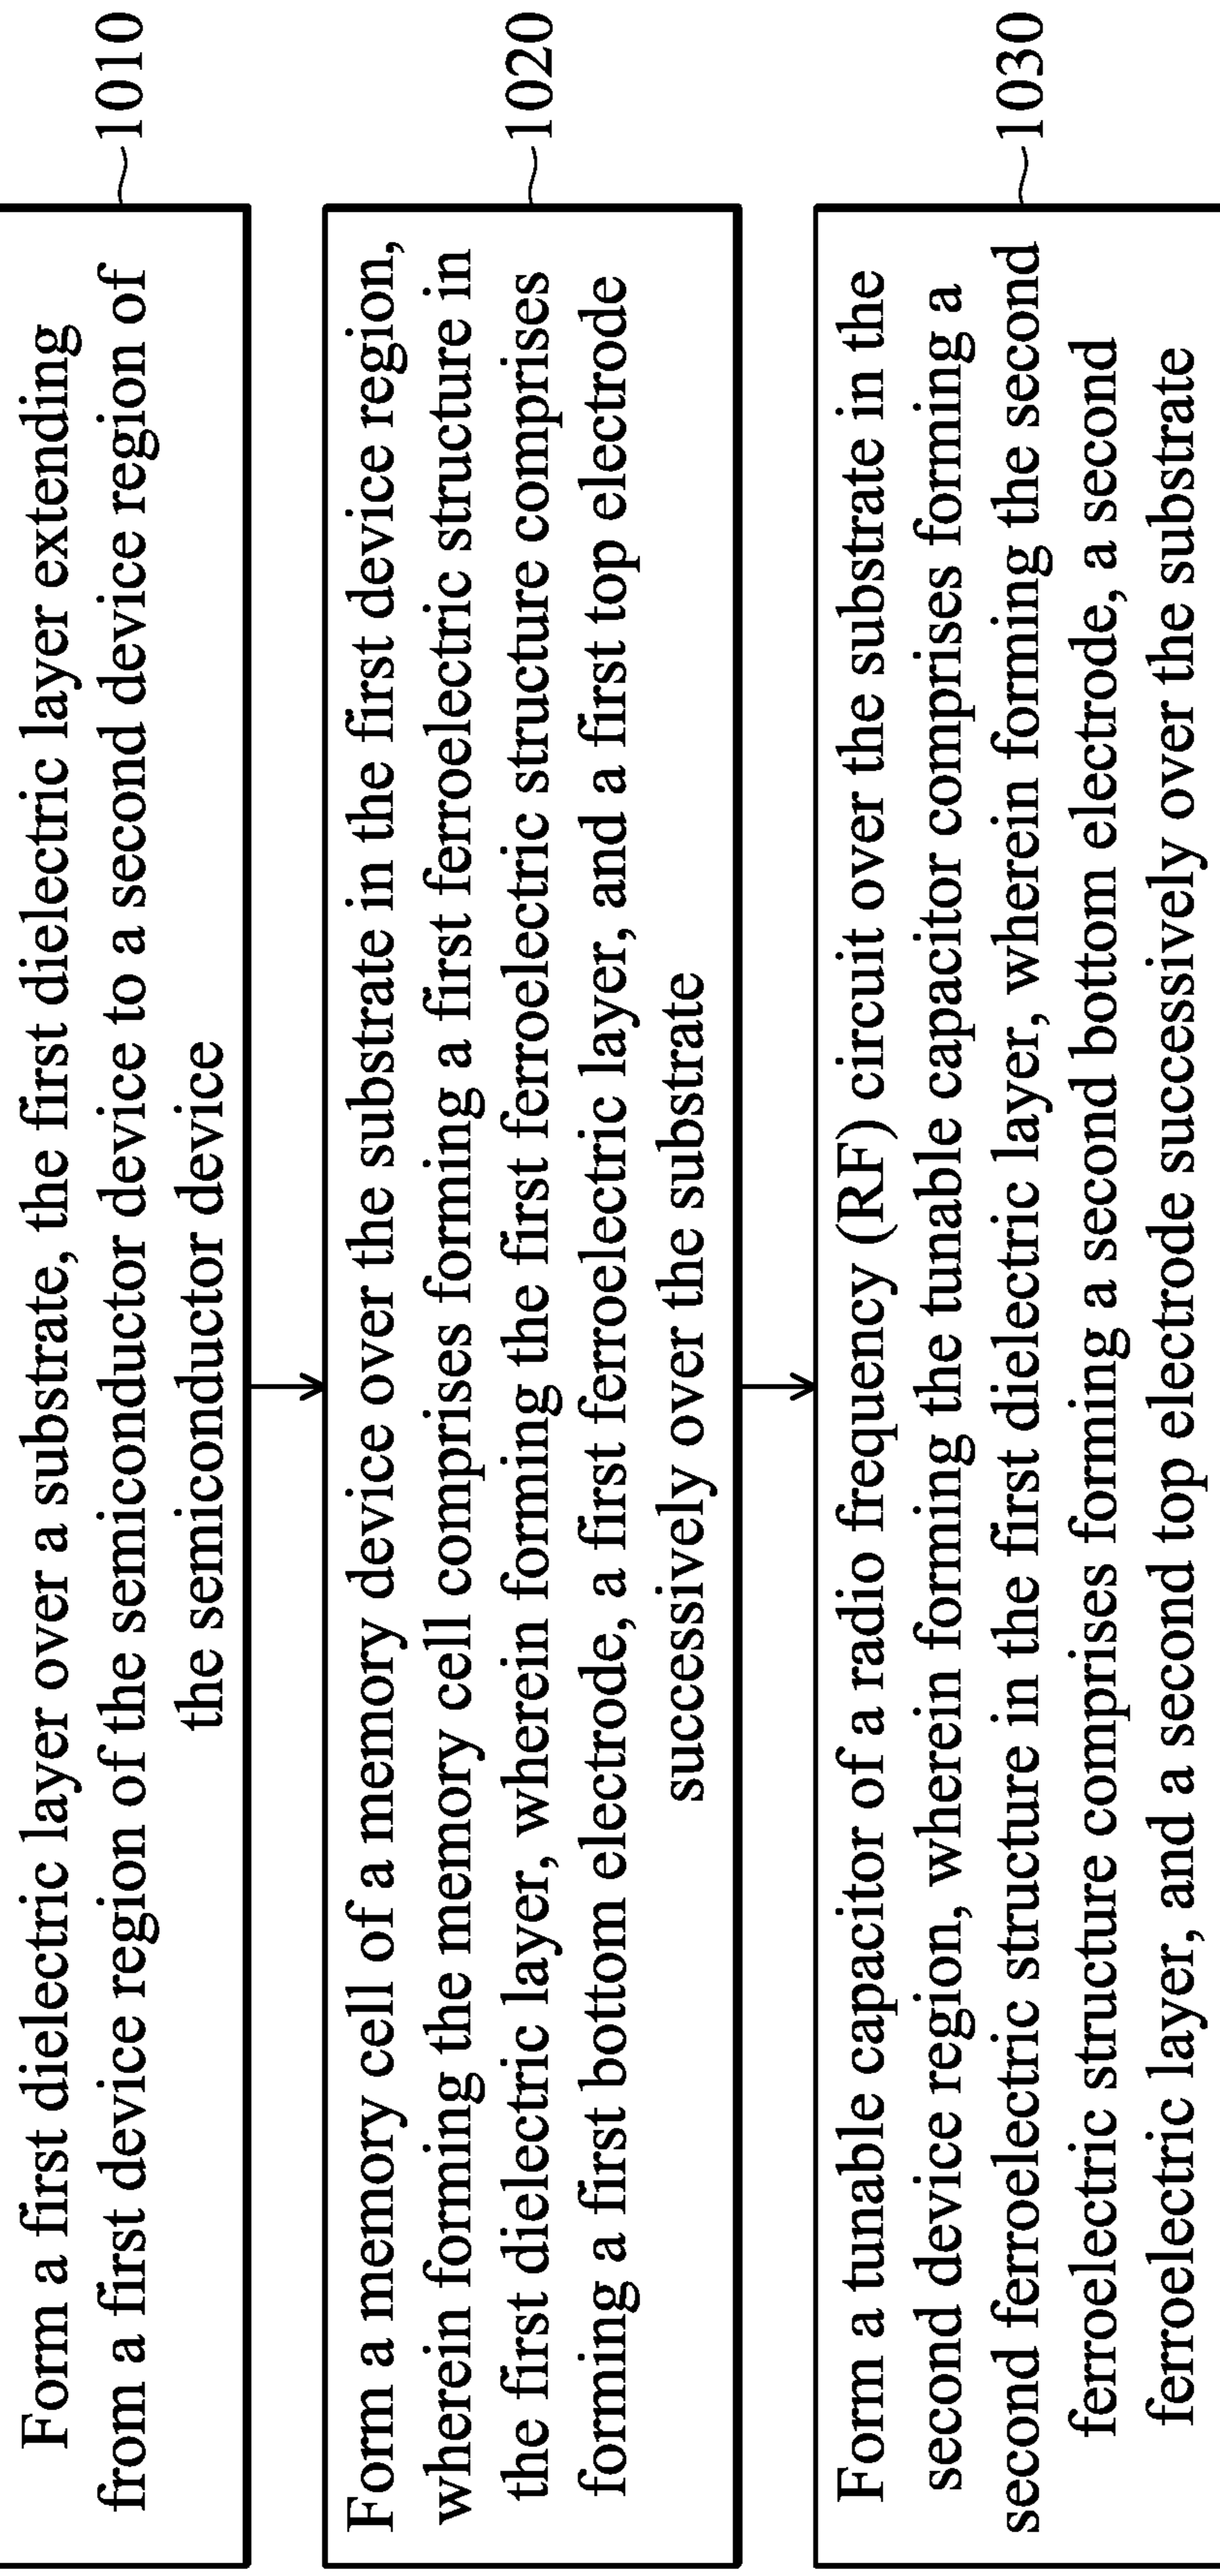 Form a first dielectric layer over a substrate, the first dielectric layer extending
from a first device region of the semiconductor device to a second device region of
the semiconductor device
1010
Form a memory cell of a memory device over the substrate in the first device region,
wherein forming the memory cell comprises forming a first ferroelectric structure in
the first dielectric layer, wherein forming the first ferroelectric structure comprises
forming a first bottom electrode, a first ferroelectric layer, and a first top electrode
successively over the substrate
1020
Form a tunable capacitor of a radio frequency (RF) circuit over the substrate in the
second device region, wherein forming the tunable capacitor comprises forming a
second ferroelectric structure in the first dielectric layer, wherein forming the second
ferroelectric structure comprises forming a second bottom electrode, a second
ferroelectric layer, and a second top electrode successively over the substrate
1030